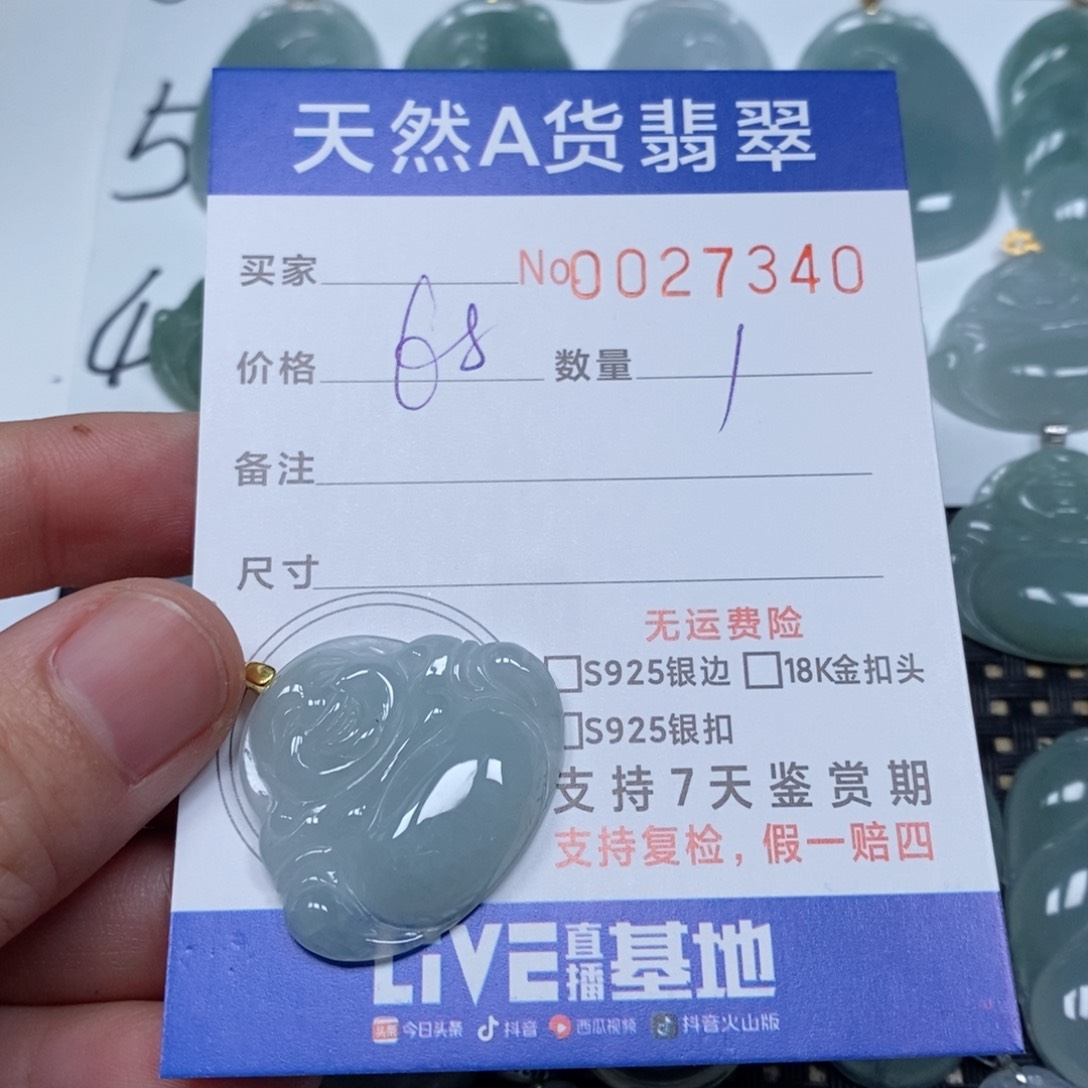 天然A货翡翠
5
买家 No 0027340
4
价格 68 数量 1
备注
尺寸
无运费险
□S925银边 □18K金扣头
□S925银扣
支持7天鉴赏期
支持复检，假一赔四
LiVE直播基地
头条 今日头条 抖音 西瓜视频 抖音火山版